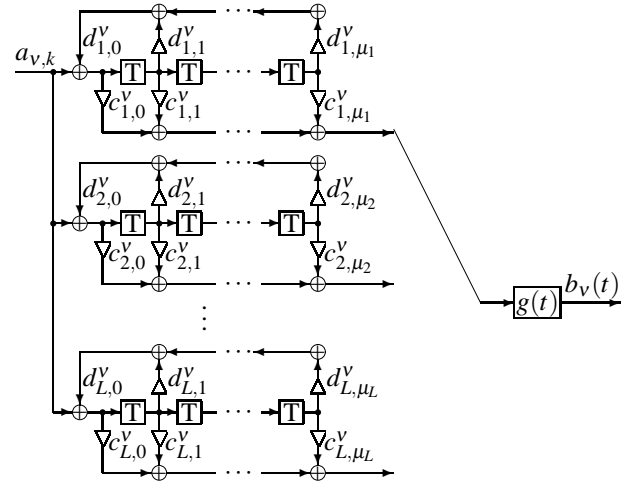 d^ν_{1,0} d^ν_{1,1} ··· d^ν_{1,μ_1}
a_{ν,k} T T ··· T
c^ν_{1,0} c^ν_{1,1} ··· c^ν_{1,μ_1}
d^ν_{2,0} d^ν_{2,1} ··· d^ν_{2,μ_2}
T T ··· T
c^ν_{2,0} c^ν_{2,1} ··· c^ν_{2,μ_2}
g(t) b_ν(t)
d^ν_{L,0} d^ν_{L,1} ··· d^ν_{L,μ_L}
T T ··· T
c^ν_{L,0} c^ν_{L,1} ··· c^ν_{L,μ_L}